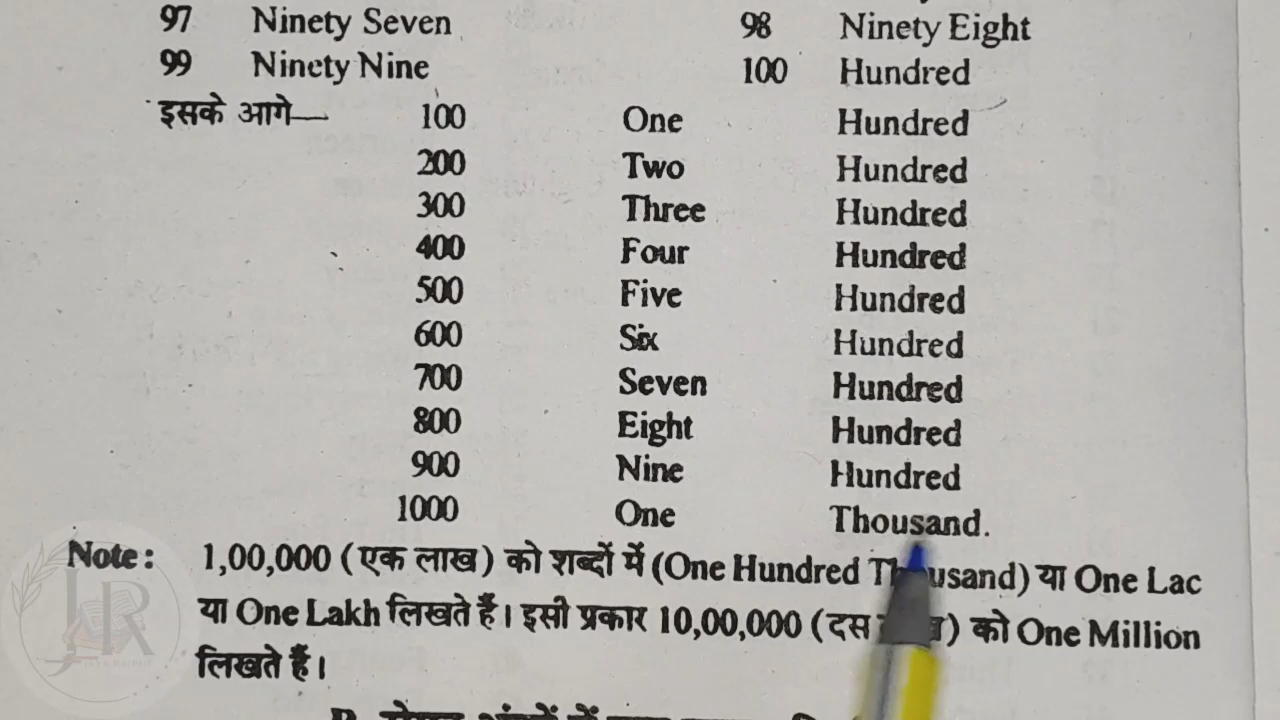 97 Ninety Seven 98 Ninety Eight
99 Ninety Nine 100 Hundred
इसके आगे— 100 One Hundred
200 Two Hundred
300 Three Hundred
400 Four Hundred
500 Five Hundred
600 Six Hundred
700 Seven Hundred
800 Eight Hundred
900 Nine Hundred
1000 One Thousand.
Note: 1,00,000 (एक लाख) को शब्दों में (One Hundred Thousand) या One Lac
या One Lakh लिखते हैं। इसी प्रकार 10,00,000 (दस को One Million
लिखते हैं।
JR